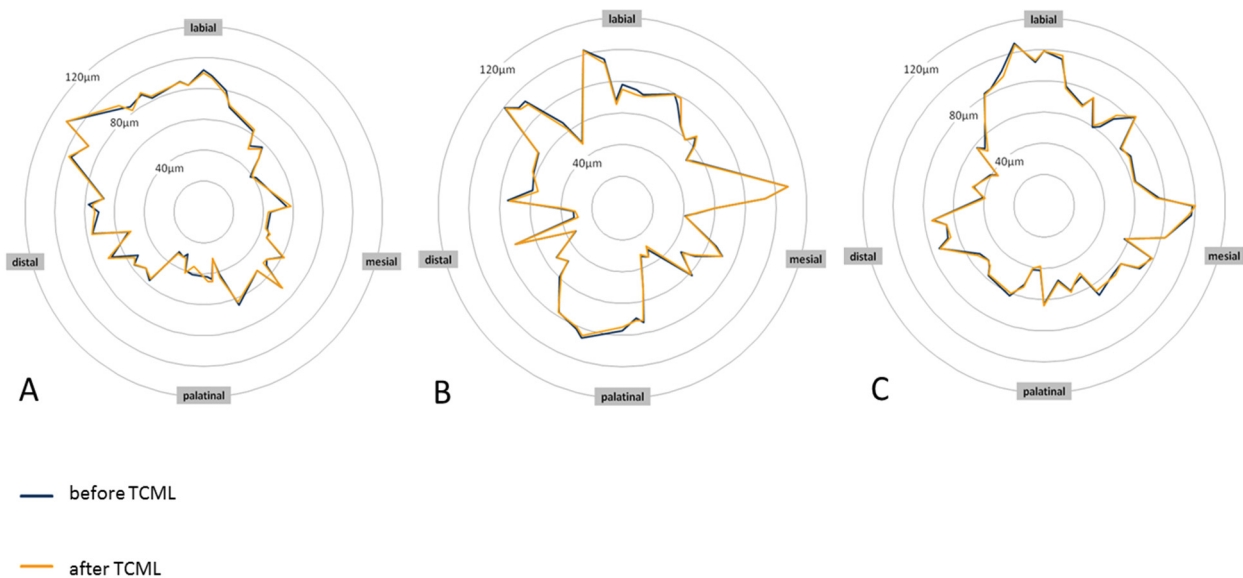 labial
120µm
80µm
40µm
distal
mesial
palatinal
A
labial
120µm
80µm
40µm
distal
mesial
palatinal
B
labial
120µm
80µm
40µm
distal
mesial
palatinal
C
before TCML
after TCML